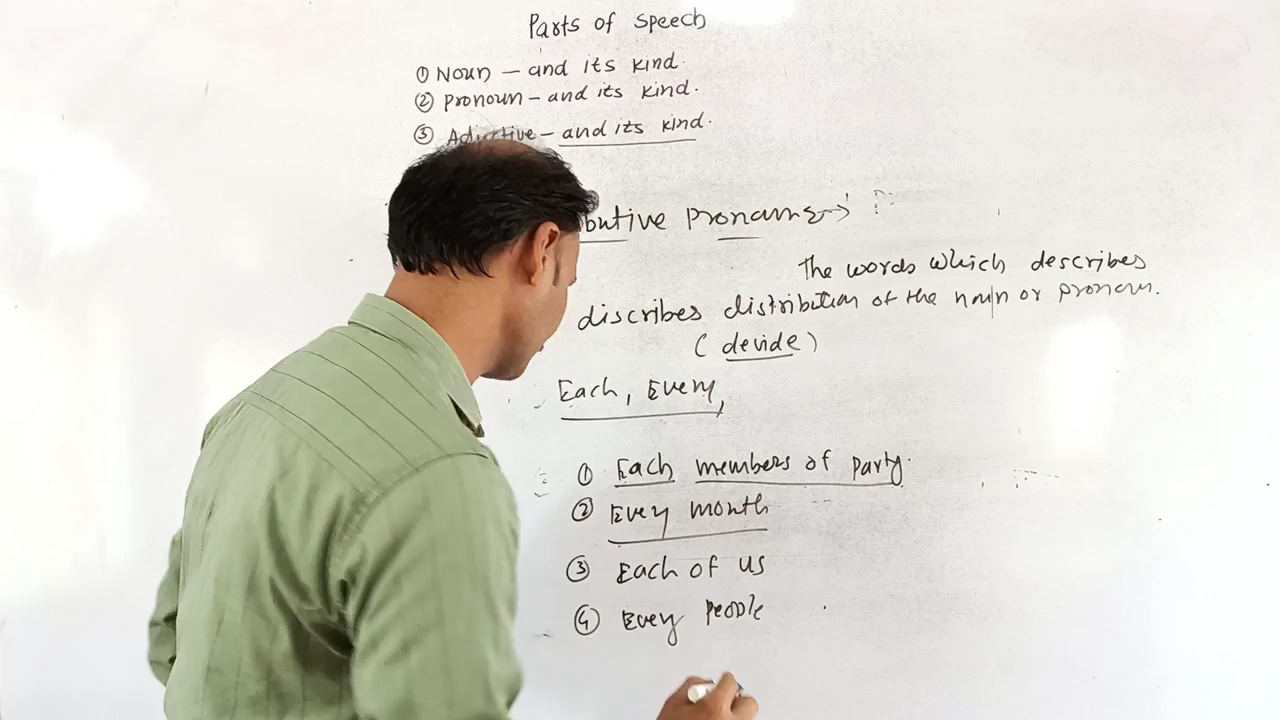 Parts of speech
① Noun – and its kind.
② Pronoun – and its kind.
③ Adjective – and its kind.
butive pronouns →
The words which describes
discribes distribution of the noun or pronoun.
( devide )
Each, Every,
① Each members of party.
② Every month
③ Each of us
④ Every people